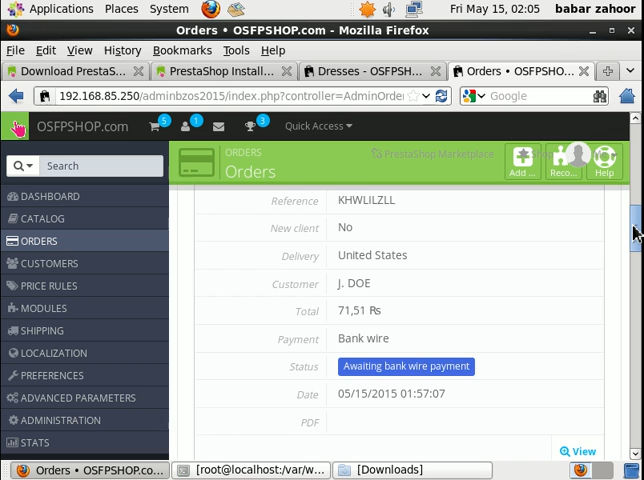 Applications Places System Fri May 15, 02:05 babar zahoor
Orders • OSFPSHOP.com - Mozilla Firefox
File Edit View History Bookmarks Tools Help
Download PrestaS... PrestaShop Install... Dresses - OSFPSH... Orders • OSFPSHO...
192.168.85.250/adminbzos2015/index.php?controller=AdminOrde Google
OSFPSHOP.com 5 1 3 Quick Access
Search
ORDERS
Orders
PrestaShop Marketplace
Add ... Reco... Help
DASHBOARD
CATALOG
ORDERS
CUSTOMERS
PRICE RULES
MODULES
SHIPPING
LOCALIZATION
PREFERENCES
ADVANCED PARAMETERS
ADMINISTRATION
STATS
Reference KHWLILZLL
New client No
Delivery United States
Customer J. DOE
Total 71,51 ₨
Payment Bank wire
Status Awaiting bank wire payment
Date 05/15/2015 01:57:07
PDF
View
Orders • OSFPSHOP.co... [root@localhost:/var/w... [Downloads]